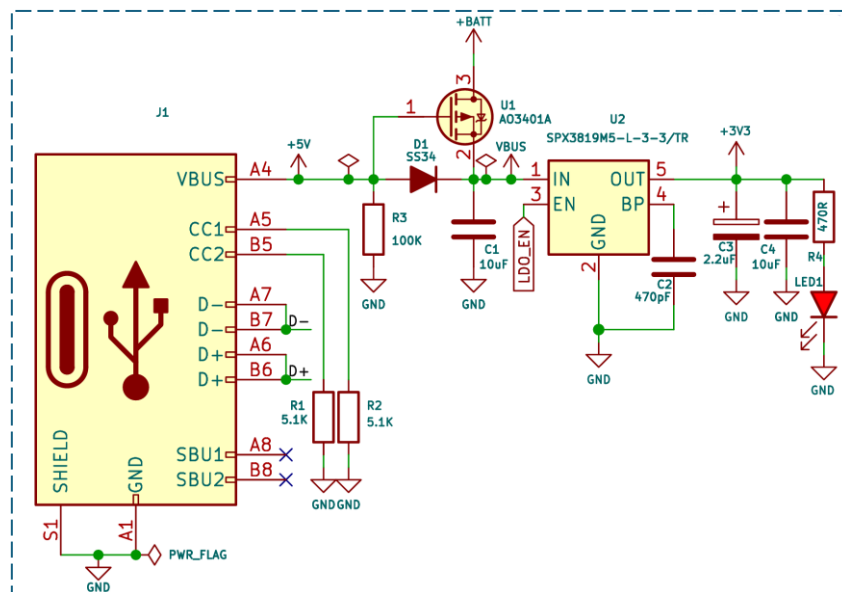 +BATT
J1
3
U1
AO3401A
1
2
+5V
D1
SS34
VBUS
U2
SPX3819M5-L-3-3/TR
+3V3
VBUS
A4
1
IN
OUT
5
3
EN
BP
4
GND
2
LDO_EN
CC1
A5
CC2
B5
R3
100K
GND
C1
10uF
GND
C2
470pF
GND
+
C3
2.2uF
GND
C4
10uF
GND
470R
R4
LED1
GND
D-
A7
D-
B7
D-
D+
A6
D+
B6
D+
R1
5.1K
R2
5.1K
GND
GND
SBU1
A8
SBU2
B8
SHIELD
GND
S1
A1
PWR_FLAG
GND